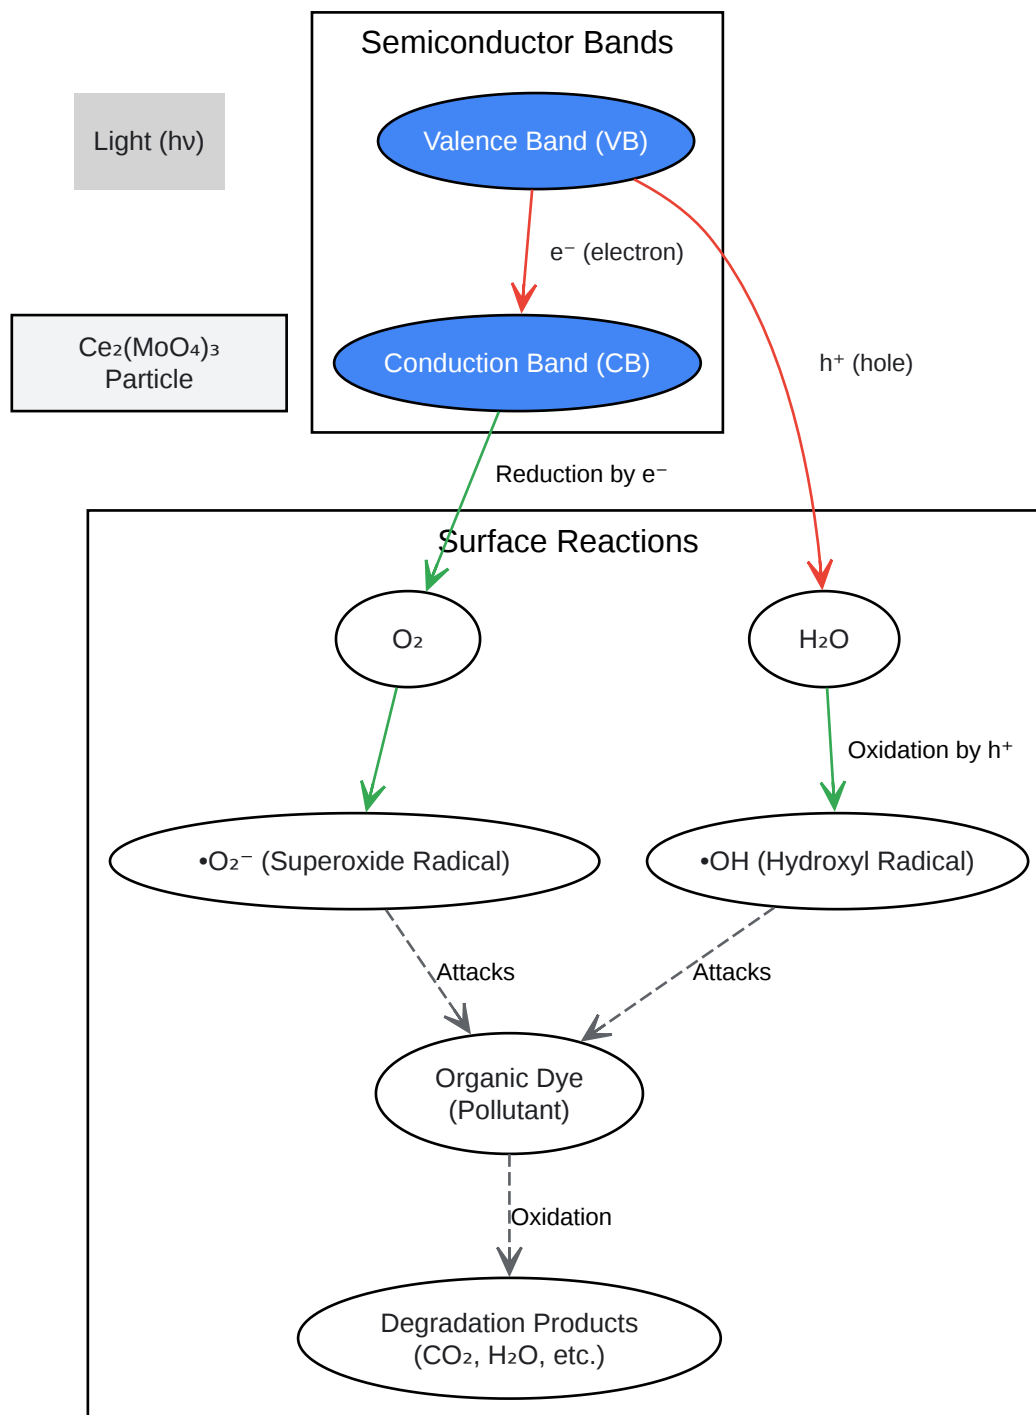 Semiconductor Bands
Light (hν)
Valence Band (VB)
e⁻ (electron)
Ce₂(MoO₄)₃
Particle
Conduction Band (CB)
h⁺ (hole)
Reduction by e⁻
Surface Reactions
O₂
H₂O
Oxidation by h⁺
•O₂⁻ (Superoxide Radical)
•OH (Hydroxyl Radical)
Attacks
Attacks
Organic Dye
(Pollutant)
Oxidation
Degradation Products
(CO₂, H₂O, etc.)